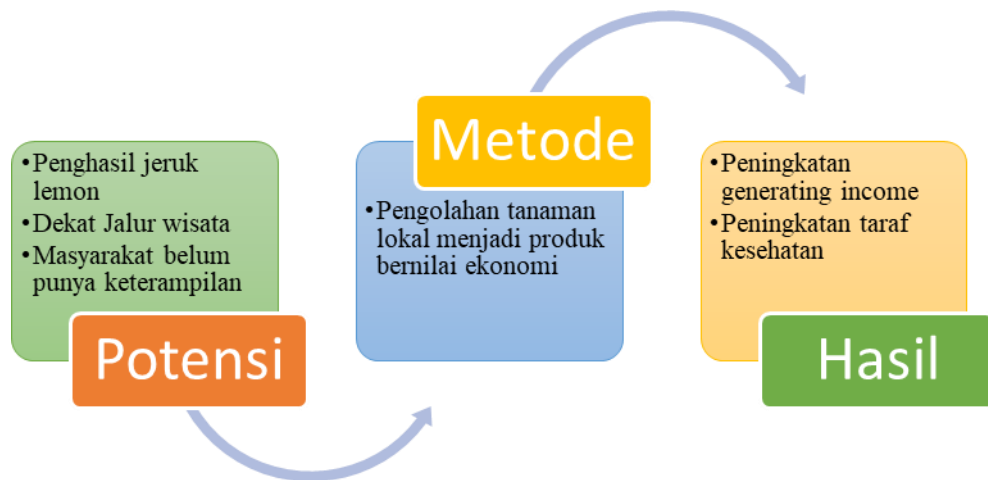 •Penghasil jeruk
lemon
•Dekat Jalur wisata
•Masyarakat belum
punya keterampilan
Potensi
Metode
•Pengolahan tanaman
lokal menjadi produk
bernilai ekonomi
•Peningkatan
generating income
•Peningkatan taraf
kesehatan
Hasil